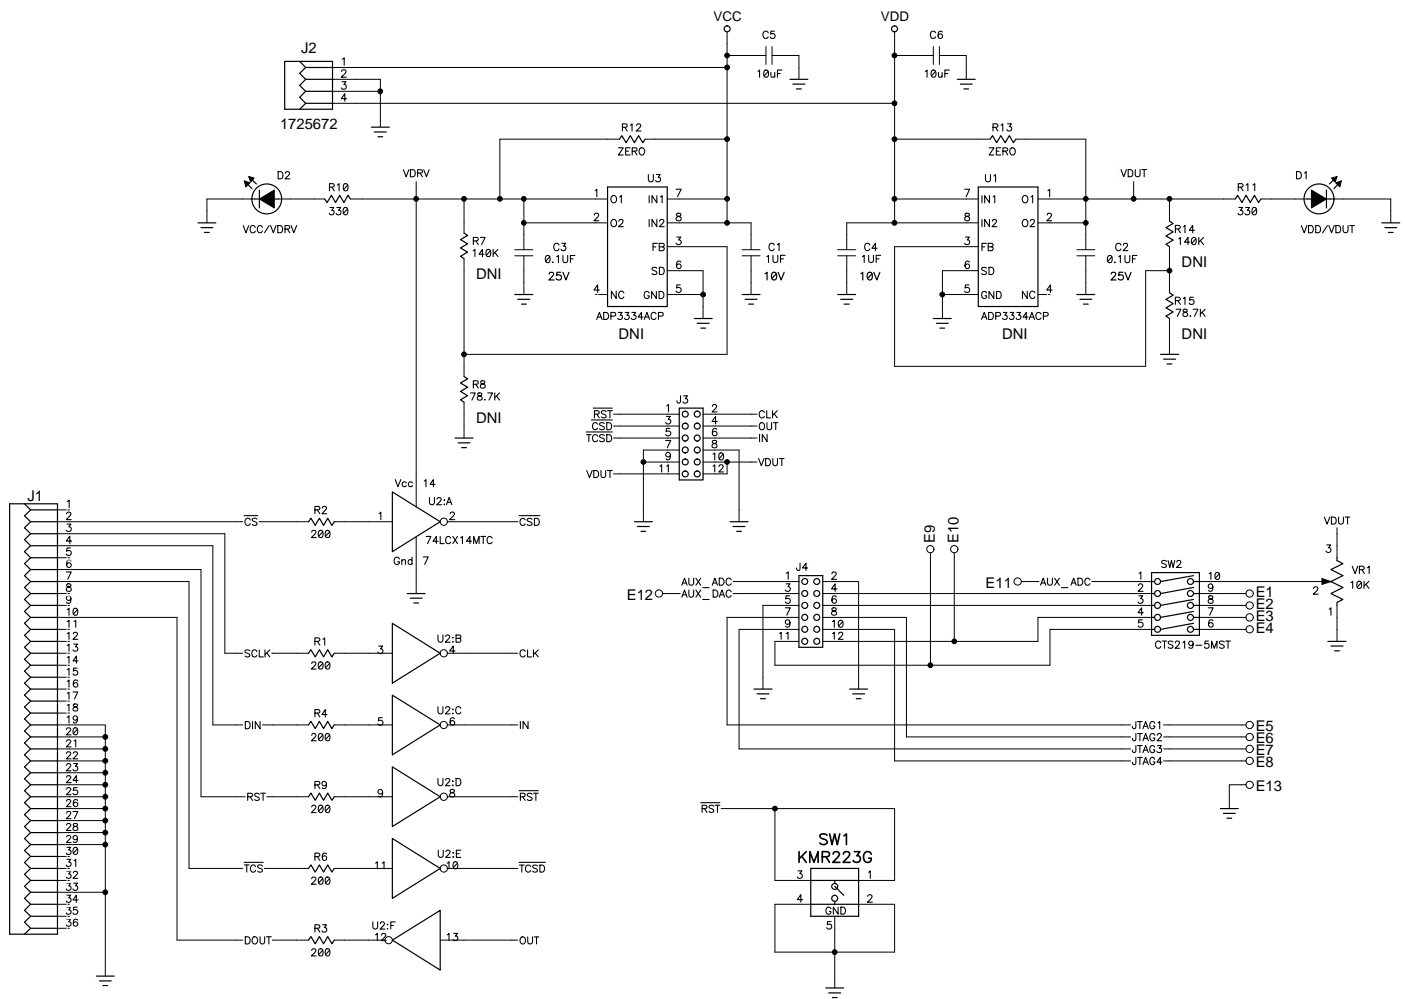 VCC
VDD
C5
10uF
C6
10uF
J2
1
2
3
4
1725672
R12
ZERO
R13
ZERO
D2
VCC/VDRV
R10
330
VDRV
U3
1 O1 IN1 7
2 O2 IN2 8
FB 3
SD 6
4 NC GND 5
ADP3334ACP
DNI
R7
140K
DNI
C3
0.1UF
25V
C1
1UF
10V
R8
78.7K
DNI
C4
1UF
10V
U1
7 IN1 O1 1
8 IN2 O2 2
3 FB
6 SD
5 GND NC 4
ADP3334ACP
DNI
C2
0.1UF
25V
VDUT
R14
140K
DNI
R15
78.7K
DNI
R11
330
D1
VDD/VDUT
J3
RST 1 2 CLK
CSD 3 4 OUT
TCSD 5 6 IN
7 8
9 10 VDUT
VDUT 11 12
J1
1
2
3
4
5
6
7
8
9
10
11
12
13
14
15
16
17
18
19
20
21
22
23
24
25
26
27
28
29
30
31
32
33
34
35
36
CS R2
200
Vcc 14
U2:A
1 2 CSD
74LCX14MTC
Gnd 7
SCLK R1
200
U2:B
3 4 CLK
DIN R4
200
U2:C
5 6 IN
RST R9
200
U2:D
9 8 RST
TCS R6
200
U2:E
11 10 TCSD
DOUT R3
200
U2:F
12 13 OUT
E9
E10
J4
AUX_ADC 1 2
E12 AUX_DAC 3 4
5 6
7 8
9 10
11 12
E11 AUX_ADC
SW2
1 10
2 9 E1
3 8 E2
4 7 E3
5 6 E4
CTS219-5MST
VDUT
3
VR1
10K
2
1
JTAG1 E5
JTAG2 E6
JTAG3 E7
JTAG4 E8
E13
RST
SW1
KMR223G
3 1
4 2
GND
5